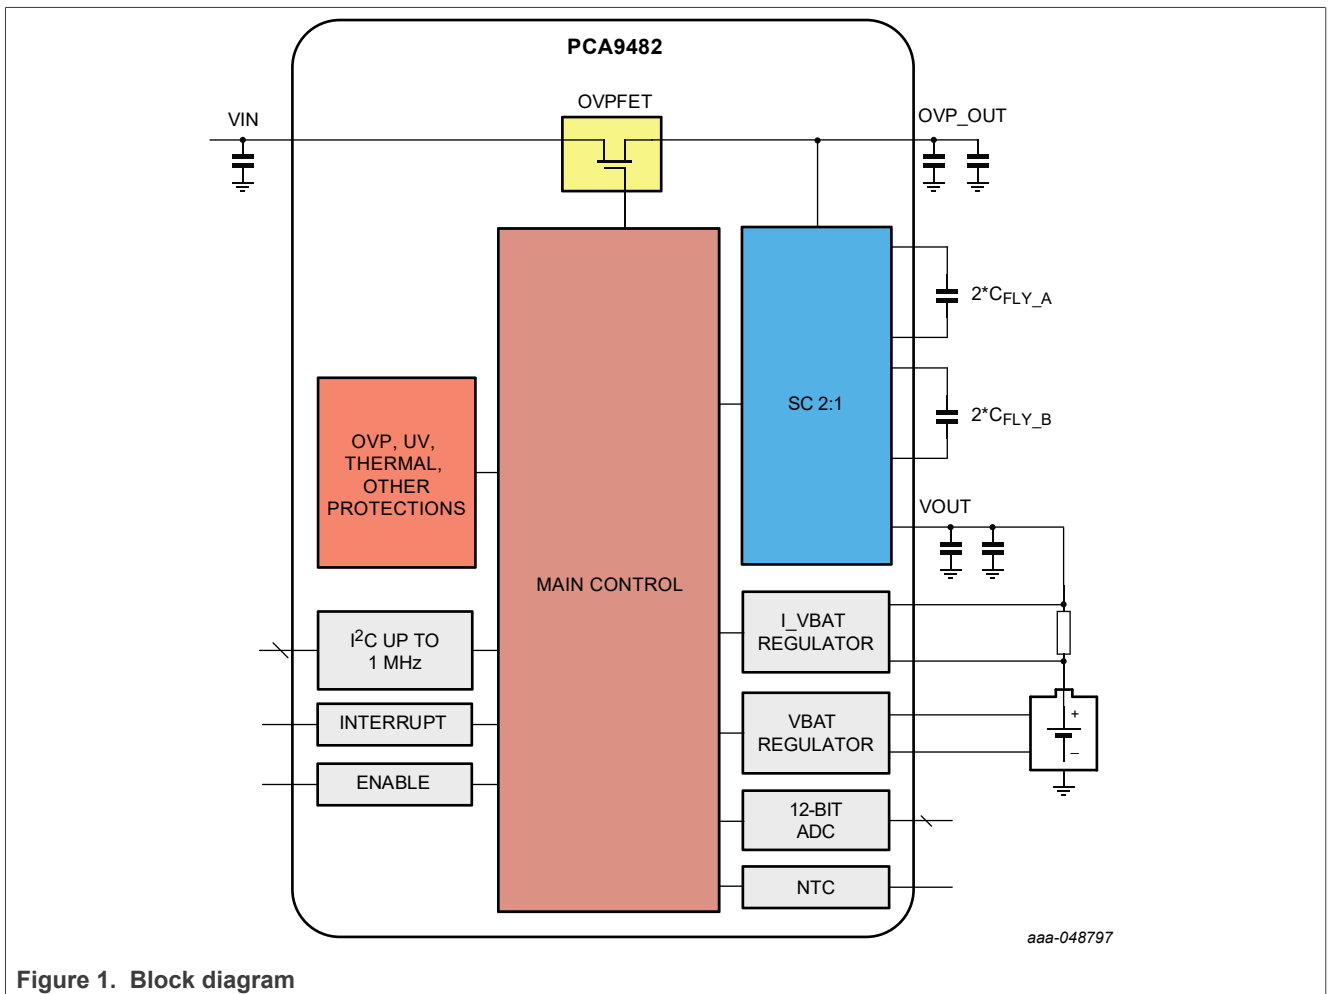 PCA9482
OVPFET
VIN
OVP_OUT
2*CFLY_A
SC 2:1
2*CFLY_B
OVP, UV,
THERMAL,
OTHER
PROTECTIONS
VOUT
MAIN CONTROL
I_VBAT
REGULATOR
I2C UP TO
1 MHz
INTERRUPT
VBAT
REGULATOR
+
–
ENABLE
12-BIT
ADC
NTC
aaa-048797
Figure 1. Block diagram